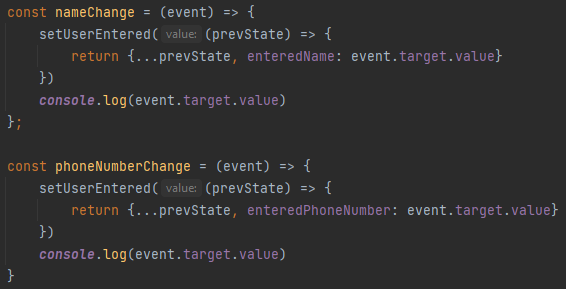 const nameChange = (event) => {
    setUserEntered( value: (prevState) => {
        return {...prevState, enteredName: event.target.value}
    })
    console.log(event.target.value)
};

const phoneNumberChange = (event) => {
    setUserEntered( value: (prevState) => {
        return {...prevState, enteredPhoneNumber: event.target.value}
    })
    console.log(event.target.value)
}